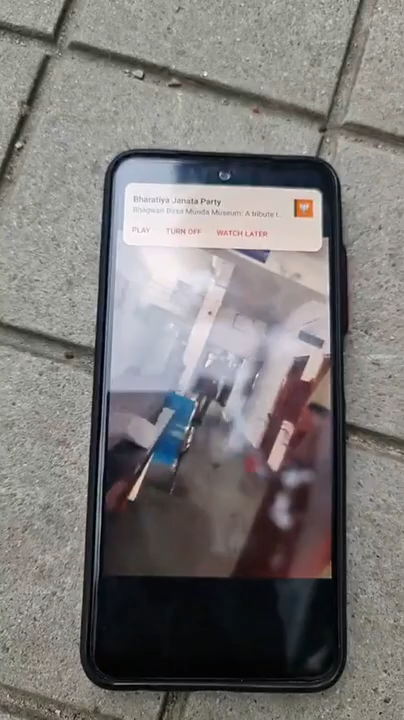 Bharatiya Janata Party
Bhagwan Birsa Munda Museum: A tribute t...
PLAY TURN OFF WATCH LATER